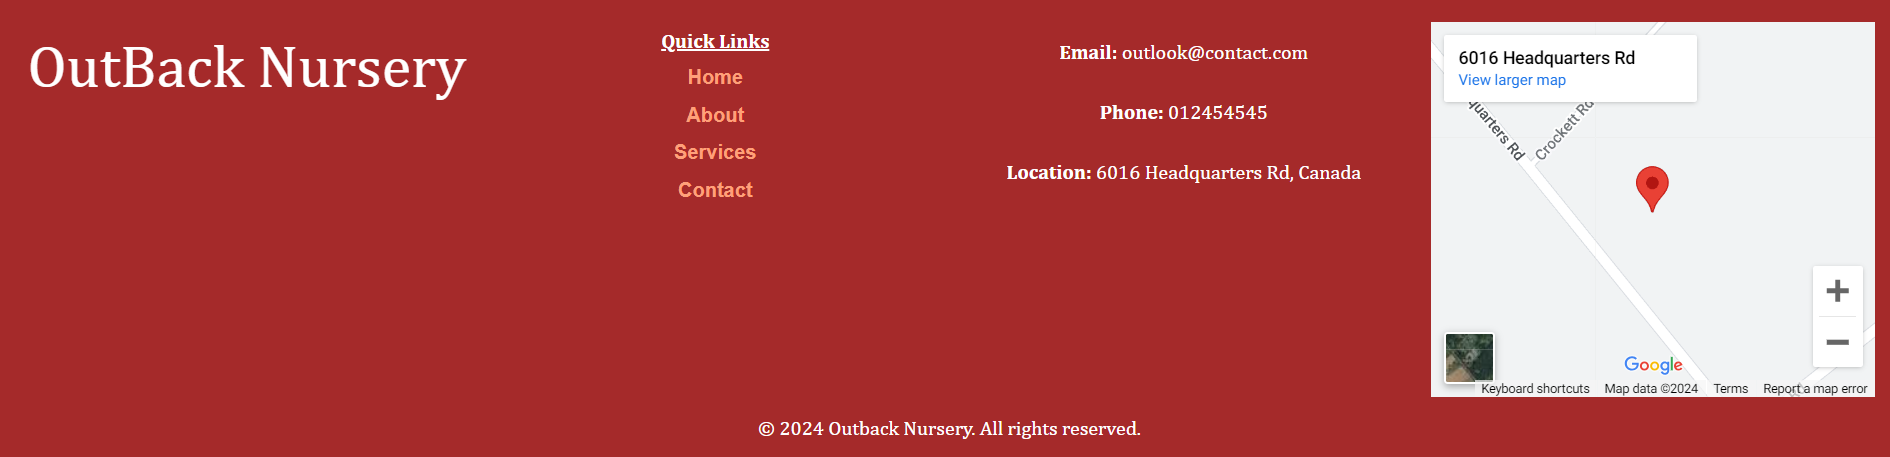 OutBack Nursery
Quick Links
Home
About
Services
Contact
Email: outlook@contact.com
Phone: 012454545
Location: 6016 Headquarters Rd, Canada
6016 Headquarters Rd
View larger map
quarters Rd
Crockett Rd
Google
Keyboard shortcuts
Map data ©2024
Terms
Report a map error
© 2024 Outback Nursery. All rights reserved.